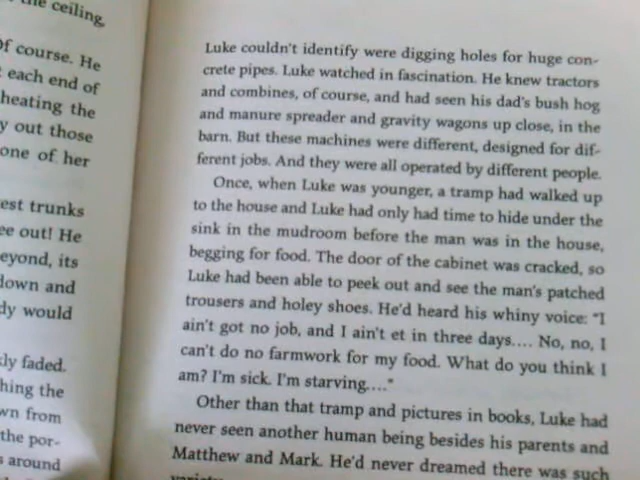 the ceiling,
Of course. He
each end of
heating the
y out those
one of her
est trunks
ee out! He
eyond, its
down and
dy would
kly faded.
hing the
wn from
the por-
s around
Luke couldn't identify were digging holes for huge con-
crete pipes. Luke watched in fascination. He knew tractors
and combines, of course, and had seen his dad's bush hog
and manure spreader and gravity wagons up close, in the
barn. But these machines were different, designed for dif-
ferent jobs. And they were all operated by different people.
Once, when Luke was younger, a tramp had walked up
to the house and Luke had only had time to hide under the
sink in the mudroom before the man was in the house,
begging for food. The door of the cabinet was cracked, so
Luke had been able to peek out and see the man's patched
trousers and holey shoes. He'd heard his whiny voice: "I
ain't got no job, and I ain't et in three days.... No, no, I
can't do no farmwork for my food. What do you think I
am? I'm sick. I'm starving...."
Other than that tramp and pictures in books, Luke had
never seen another human being besides his parents and
Matthew and Mark. He'd never dreamed there was such